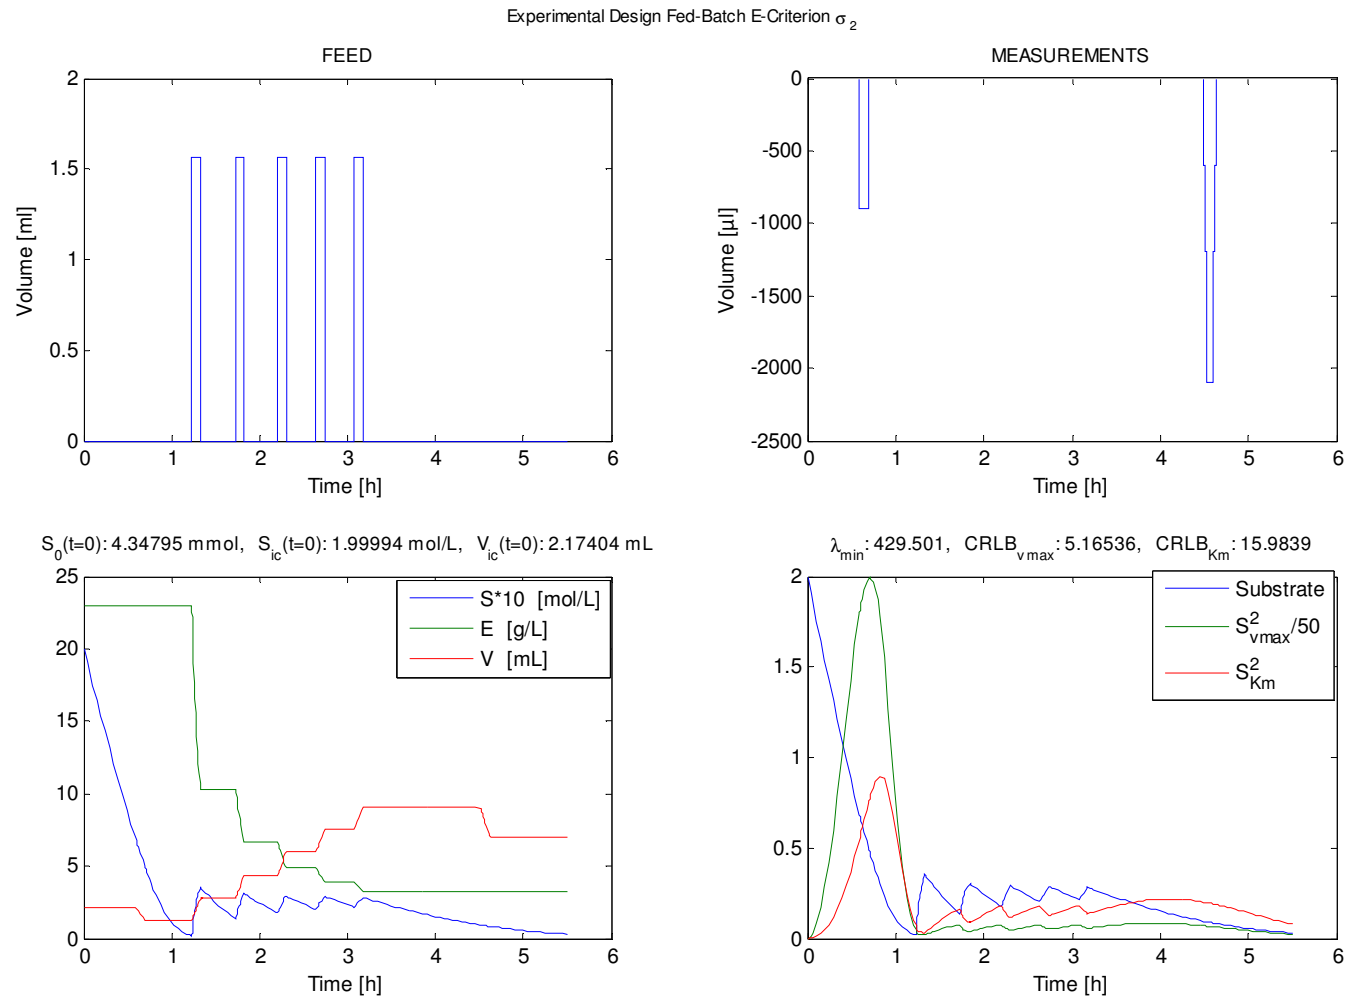 Experimental Design Fed-Batch E-Criterion σ2
FEED
2
1.5
1
0.5
0
Volume [ml]
0 1 2 3 4 5 6
Time [h]
MEASUREMENTS
0
-500
-1000
-1500
-2000
-2500
Volume [µl]
0 1 2 3 4 5 6
Time [h]
S0(t=0): 4.34795 mmol, Sic(t=0): 1.99994 mol/L, Vic(t=0): 2.17404 mL
25
20
15
10
5
0
S*10 [mol/L]
E [g/L]
V [mL]
0 1 2 3 4 5 6
Time [h]
λmin: 429.501, CRLBvmax: 5.16536, CRLBKm: 15.9839
2
1.5
1
0.5
0
Substrate
S²vmax/50
S²Km
0 1 2 3 4 5 6
Time [h]